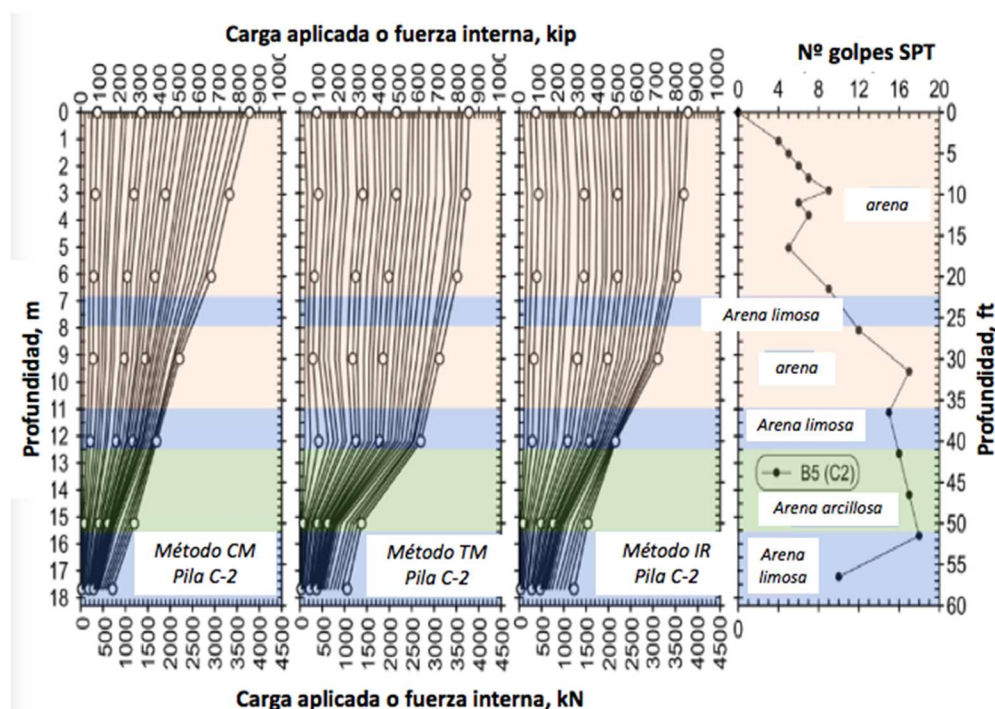 Carga aplicada o fuerza interna, kip
Nº golpes SPT
0 100 200 300 400 500 600 700 800 900 1000
0 100 200 300 400 500 600 700 800 900 1000
0 100 200 300 400 500 600 700 800 900 1000
0 4 8 12 16 20
Profundidad, m
0
1
2
3
4
5
6
7
8
9
10
11
12
13
14
15
16
17
18
Método CM
Pila C-2
Método TM
Pila C-2
Método IR
Pila C-2
arena
Arena limosa
arena
Arena limosa
B5 (C2)
Arena arcillosa
Arena
limosa
0
5
10
15
20
25
30
35
40
45
50
55
60
Profundidad, ft
0 500 1000 1500 2000 2500 3000 3500 4000 4500
0 500 1000 1500 2000 2500 3000 3500 4000 4500
0 500 1000 1500 2000 2500 3000 3500 4000 4500
0
Carga aplicada o fuerza interna, kN